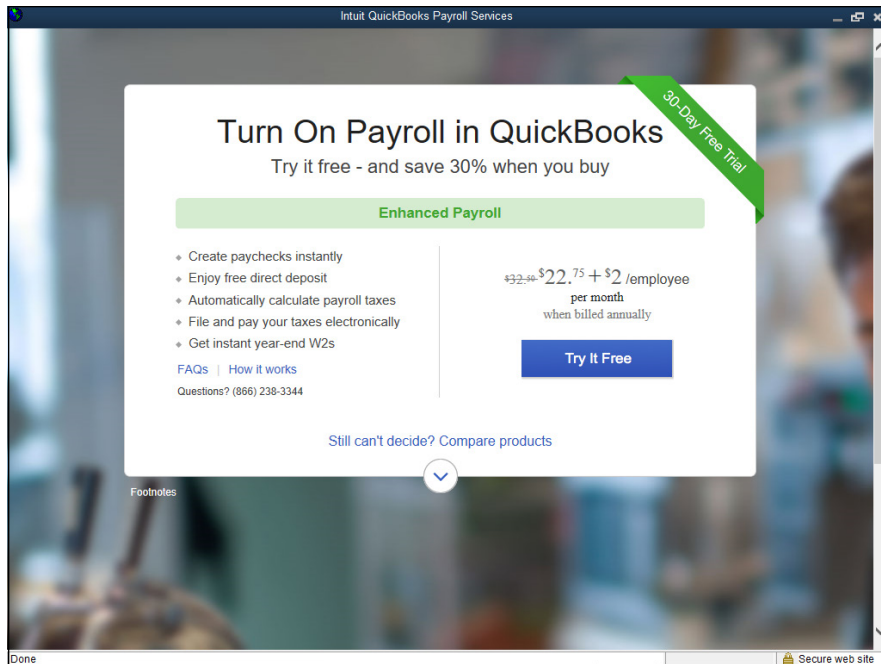 Intuit QuickBooks Payroll Services
30-Day Free Trial
Turn On Payroll in QuickBooks
Try it free - and save 30% when you buy
Enhanced Payroll
Create paychecks instantly
Enjoy free direct deposit
Automatically calculate payroll taxes
File and pay your taxes electronically
Get instant year-end W2s
FAQs | How it works
Questions? (866) 238-3344
$32.50 $22.75 + $2 /employee
per month
when billed annually
Try It Free
Still can't decide? Compare products
Footnotes
Done
Secure web site